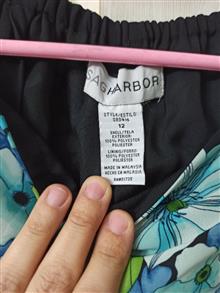 SAG HARBOR
STYLE/ESTILO
12
SHELL/TELA
EXTERIOR:
100% POLYESTER
LINING/FORRO:
100% POLYESTER
MADE IN MALAYSIA
HECHO EN MALAYSIA